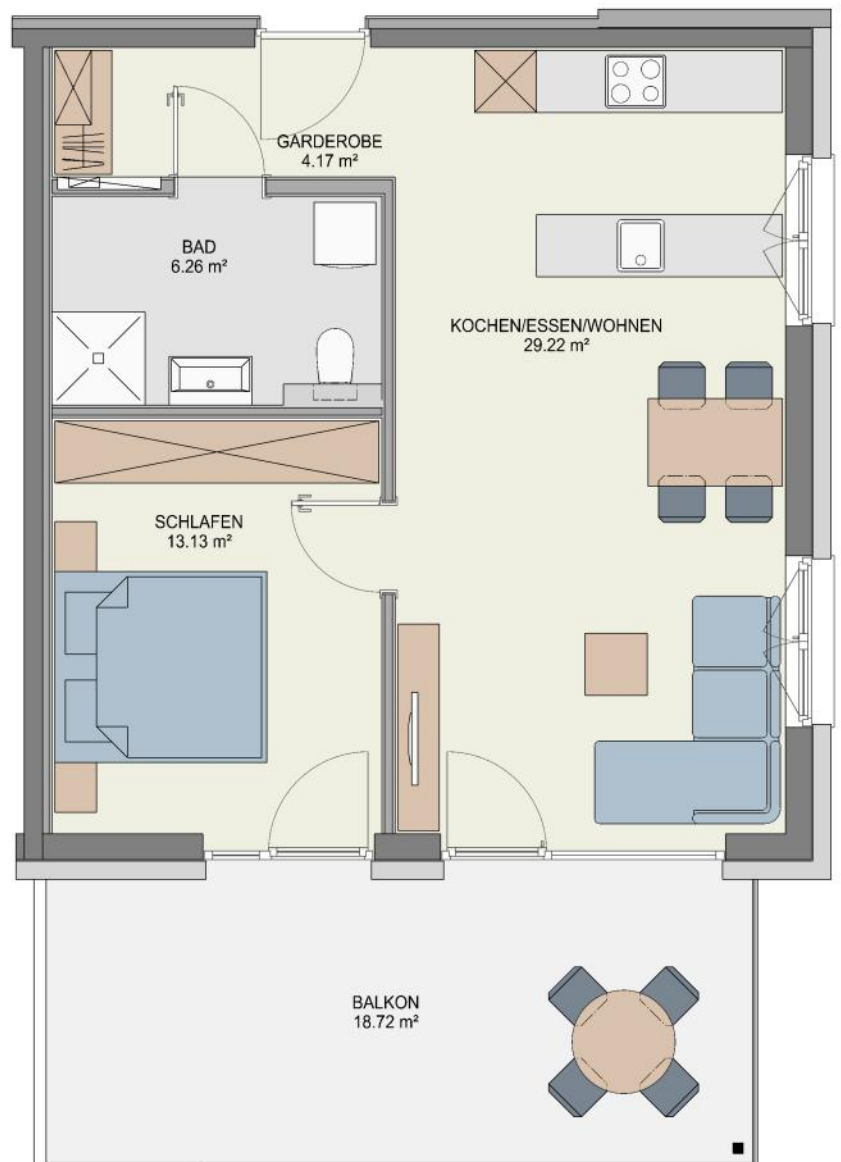 GARDEROBE
4.17 m²
BAD
6.26 m²
KOCHEN/ESSEN/WOHNEN
29.22 m²
SCHLAFEN
13.13 m²
BALKON
18.72 m²